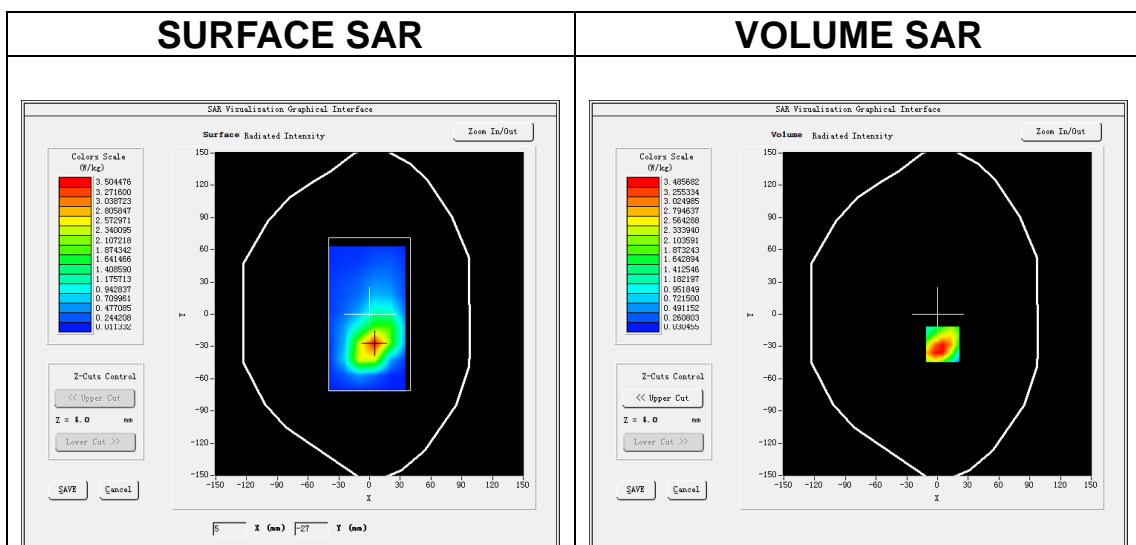 SURFACE SAR
VOLUME SAR
SAR Visualisation Graphical Interface
Surface Radiated Intensity
Zoom In/Out
Colors Scale
(W/kg)
3.504476
3.271600
3.038723
2.805847
2.572971
2.340095
2.107218
1.874342
1.641466
1.408590
1.175713
0.942837
0.709961
0.477085
0.244208
0.011332
150
120
90
60
30
0
-30
-60
-90
-120
-150
Y
-150 -120 -90 -60 -30 0 30 60 90 120 150
X
Z-Cuts Control
<< Upper Cut
Z = 4.0 mm
Lower Cut >>
SAVE Cancel
5 X (mm) -27 Y (mm)
SAR Visualisation Graphical Interface
Volume Radiated Intensity
Zoom In/Out
Colors Scale
(W/kg)
3.485682
3.255334
3.024985
2.794637
2.564288
2.333940
2.103591
1.873243
1.642894
1.412546
1.182197
0.951849
0.721500
0.491152
0.260803
0.030455
150
120
90
60
30
0
-30
-60
-90
-120
-150
Y
-150 -120 -90 -60 -30 0 30 60 90 120 150
X
Z-Cuts Control
<< Upper Cut
Z = 4.0 mm
Lower Cut >>
SAVE Cancel